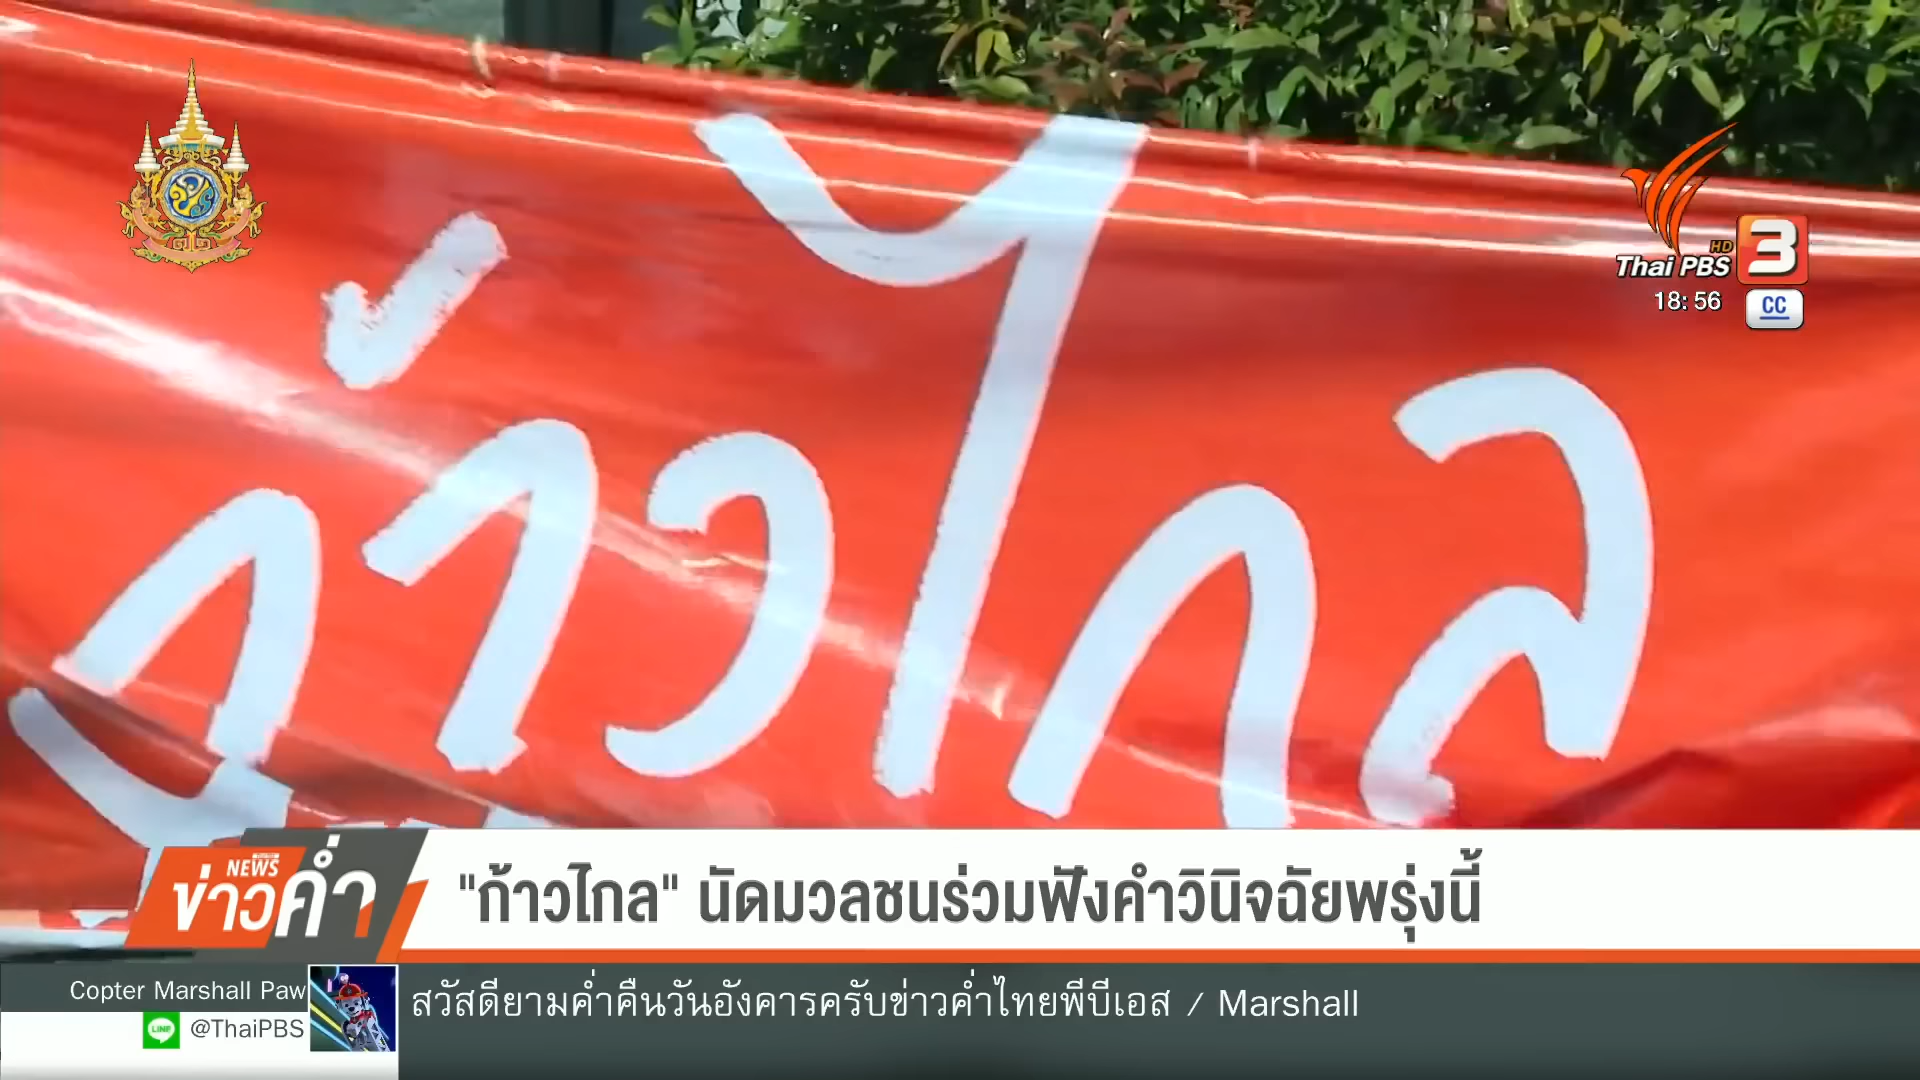 ก้าวไกล
HD
Thai PBS 3
18:56 CC
NEWS
ข่าวค่ำ
"ก้าวไกล" นัดมวลชนร่วมฟังคำวินิจฉัยพรุ่งนี้
Copter Marshall Paw
LINE @ThaiPBS
สวัสดียามค่ำคืนวันอังคารครับข่าวค่ำไทยพีบีเอส / Marshall